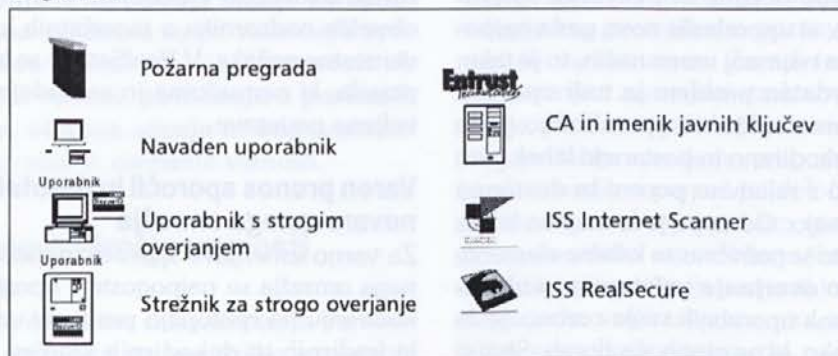 Požarna pregrada
Navaden uporabnik
Uporabnik
Uporabnik s strogim
overjanjem
Uporabnik
Strežnik za strogo overjanje
Entrust
CA in imenik javnih ključev
ISS Internet Scanner
ISS RealSecure